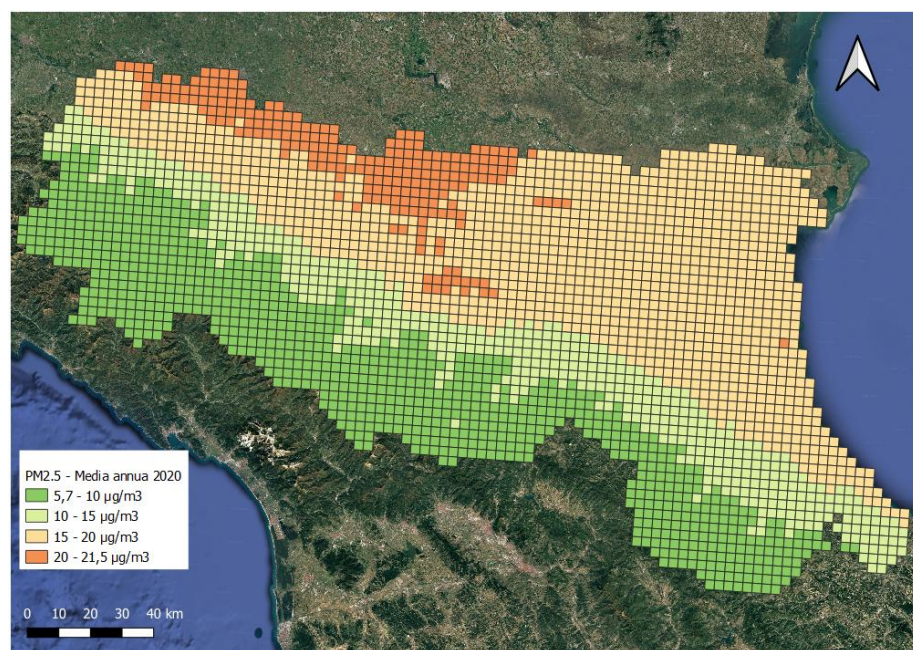 PM2.5 - Media annua 2020
5,7 - 10 µg/m3
10 - 15 µg/m3
15 - 20 µg/m3
20 - 21,5 µg/m3
0 10 20 30 40 km